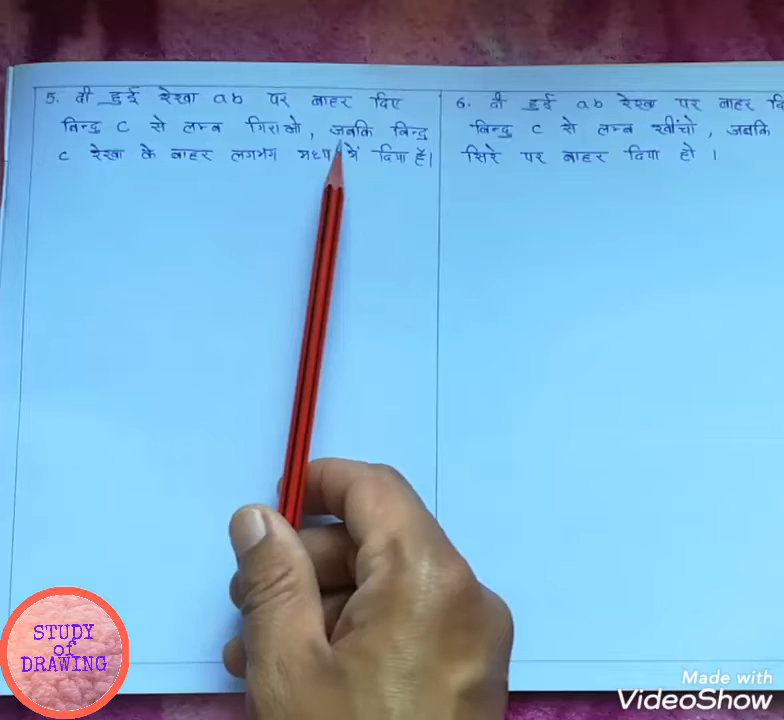 5. दी हुई रेखा ab पर बाहर दिए
बिन्दु c से लम्ब गिराओ, जबकि बिन्दु
c रेखा के बाहर लगभग मध्य में दिया है।
6. दी हुई ab रेखा पर बाहर
बिन्दु c से लम्ब खींचो, जबकि
सिरे पर बाहर दिया हो ।
STUDY
of
DRAWING
Made with
VideoShow